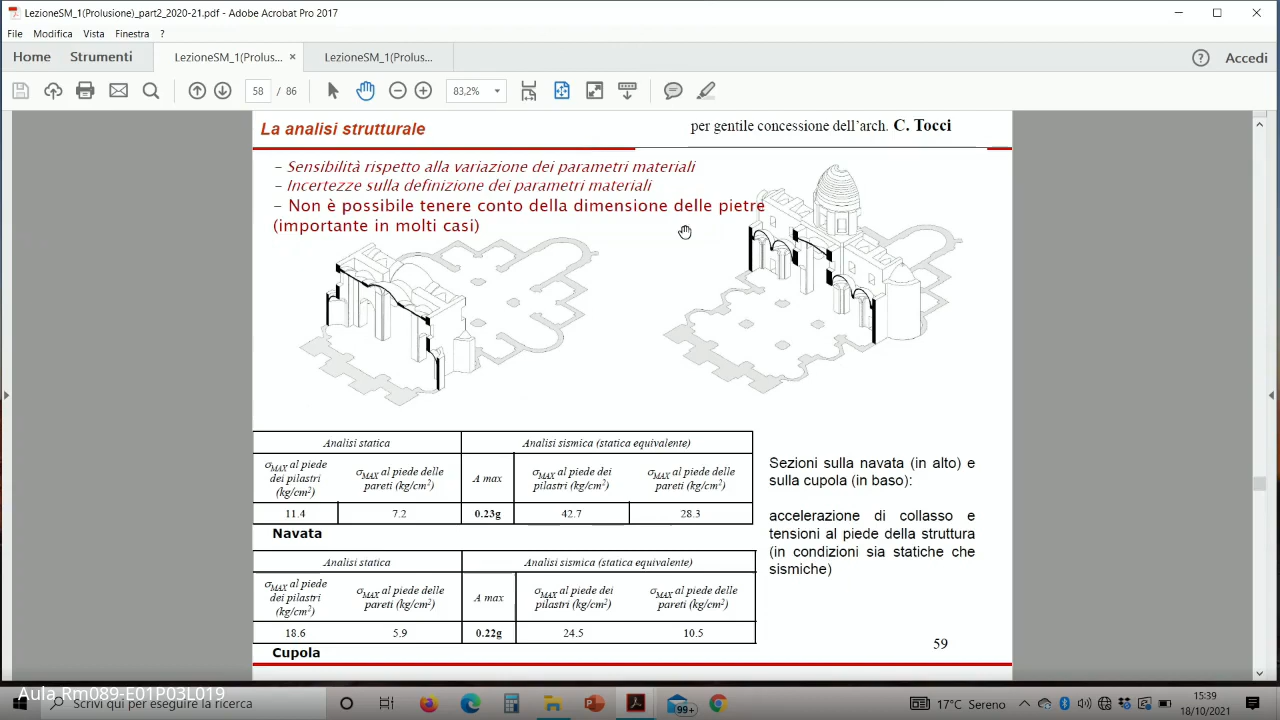 LezioneSM_1(Prolusione)_part2_2020-21.pdf - Adobe Acrobat Pro 2017
File Modifica Vista Finestra ?
Home Strumenti LezioneSM_1(Prolus... × LezioneSM_1(Prolus... ? Accedi
58 / 86 83,2%
La analisi strutturale
per gentile concessione dell'arch. C. Tocci
- Sensibilità rispetto alla variazione dei parametri materiali
- Incertezze sulla definizione dei parametri materiali
- Non è possibile tenere conto della dimensione delle pietre
(importante in molti casi)
Analisi statica Analisi sismica (statica equivalente)
σMAX al piede dei pilastri (kg/cm²) σMAX al piede delle pareti (kg/cm²) A max σMAX al piede dei pilastri (kg/cm²) σMAX al piede delle pareti (kg/cm²)
11.4 7.2 0.23g 42.7 28.3
Navata
Analisi statica Analisi sismica (statica equivalente)
σMAX al piede dei pilastri (kg/cm²) σMAX al piede delle pareti (kg/cm²) A max σMAX al piede dei pilastri (kg/cm²) σMAX al piede delle pareti (kg/cm²)
18.6 5.9 0.22g 24.5 10.5
Cupola
Sezioni sulla navata (in alto) e
sulla cupola (in baso):
accelerazione di collasso e
tensioni al piede della struttura
(in condizioni sia statiche che
sismiche)
59
Aula Rm089-E01P03L019
Scrivi qui per eseguire la ricerca
99+
17°C Sereno
15:39
18/10/2021